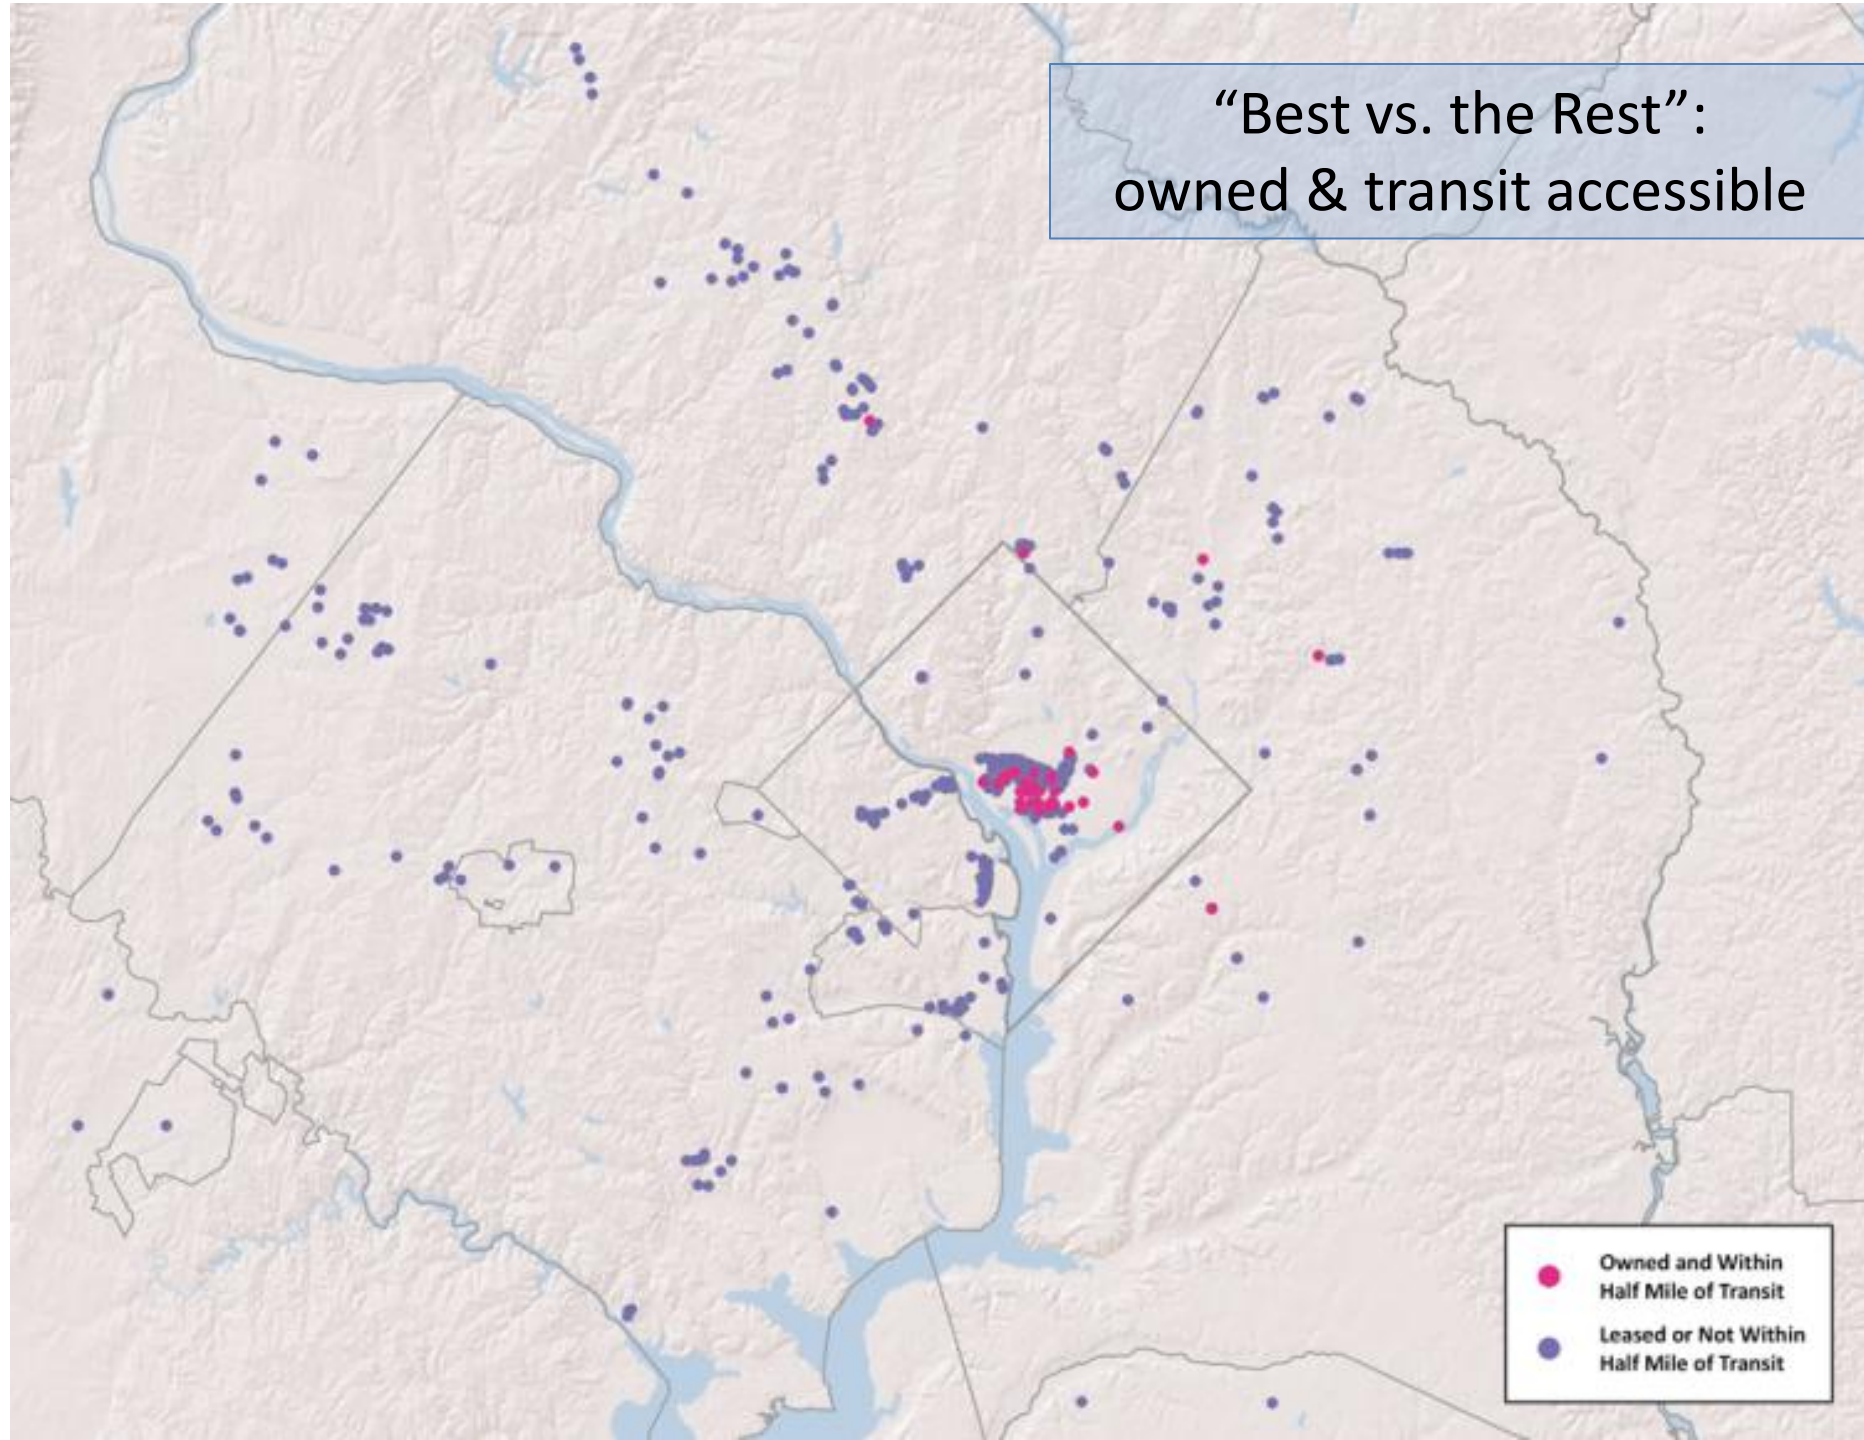 “Best vs. the Rest”:
owned & transit accessible
Owned and Within
Half Mile of Transit
Leased or Not Within
Half Mile of Transit